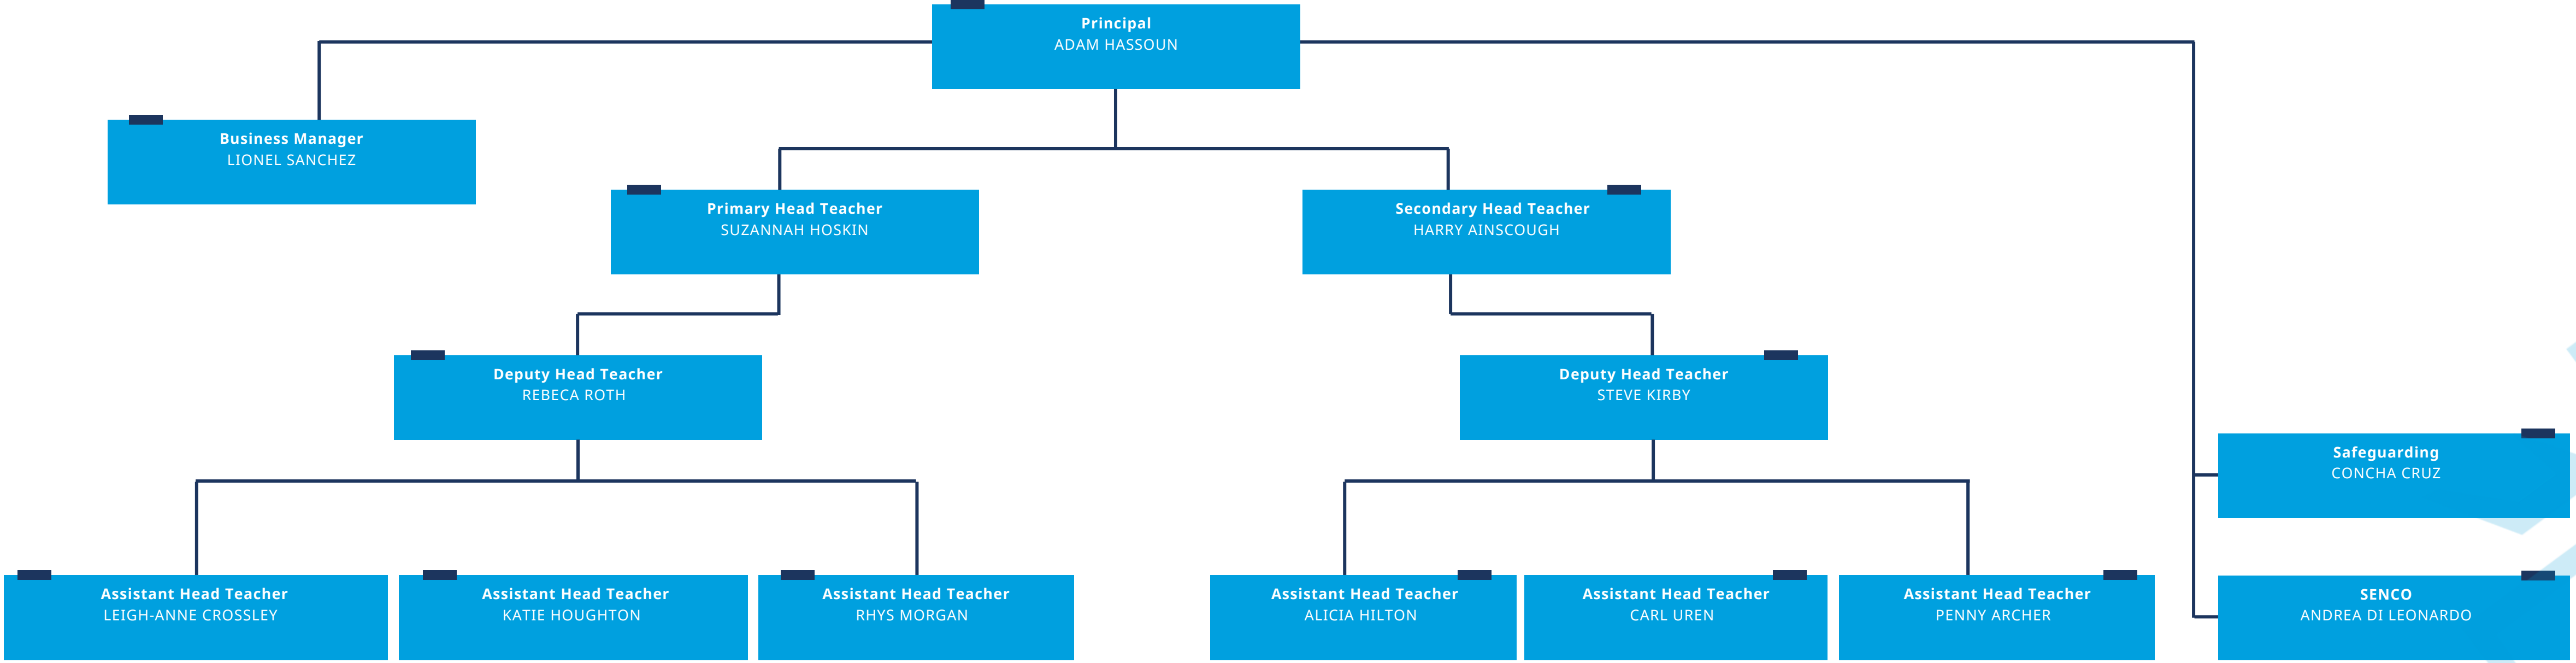 Principal
ADAM HASSOUN
Business Manager
LIONEL SANCHEZ
Primary Head Teacher
SUZANNAH HOSKIN
Secondary Head Teacher
HARRY AINSCOUGH
Deputy Head Teacher
REBECA ROTH
Deputy Head Teacher
STEVE KIRBY
Safeguarding
CONCHA CRUZ
Assistant Head Teacher
LEIGH-ANNE CROSSLEY
Assistant Head Teacher
KATIE HOUGHTON
Assistant Head Teacher
RHYS MORGAN
Assistant Head Teacher
ALICIA HILTON
Assistant Head Teacher
CARL UREN
Assistant Head Teacher
PENNY ARCHER
SENCO
ANDREA DI LEONARDO